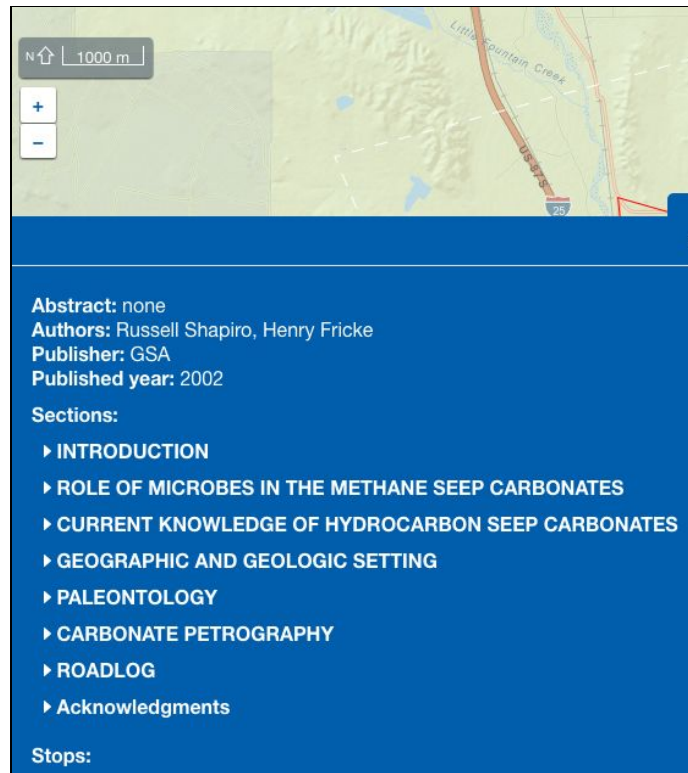 Little Fountain Creek
N 1000 m
+
−
US 87 S
25
Abstract: none
Authors: Russell Shapiro, Henry Fricke
Publisher: GSA
Published year: 2002
Sections:
INTRODUCTION
ROLE OF MICROBES IN THE METHANE SEEP CARBONATES
CURRENT KNOWLEDGE OF HYDROCARBON SEEP CARBONATES
GEOGRAPHIC AND GEOLOGIC SETTING
PALEONTOLOGY
CARBONATE PETROGRAPHY
ROADLOG
Acknowledgments
Stops: